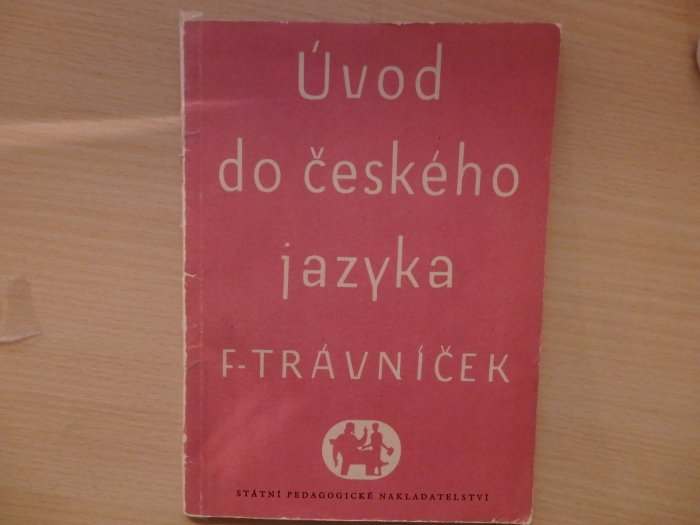 Úvod
do českého
jazyka
F-TRÁVNÍČEK
STÁTNÍ PEDAGOGICKÉ NAKLADATELSTVÍ